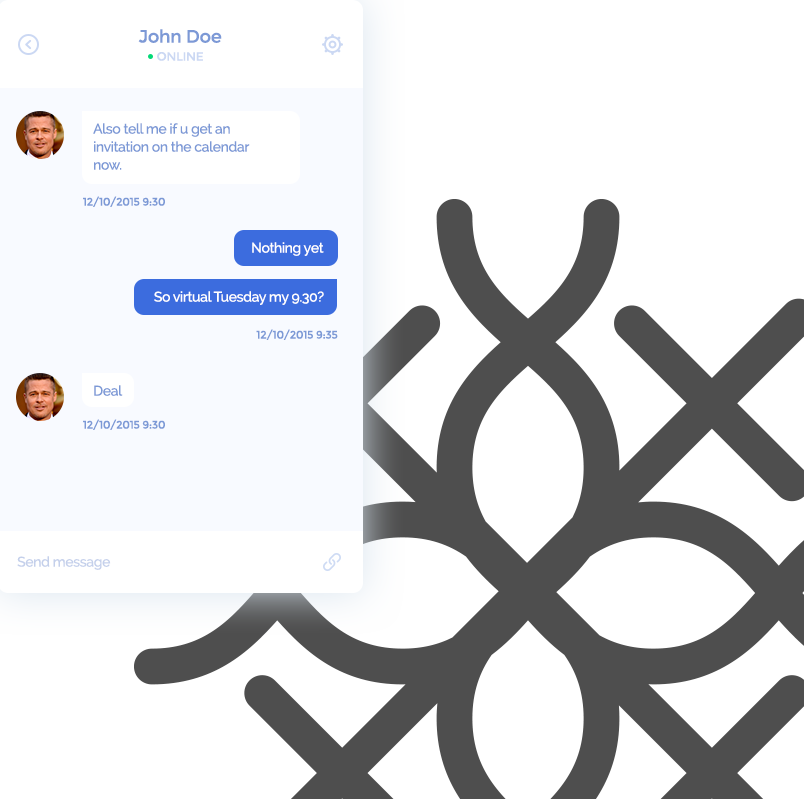 John Doe
ONLINE
Also tell me if u get an
invitation on the calendar
now.
12/10/2015 9:30
Nothing yet
So virtual Tuesday my 9.30?
12/10/2015 9:35
Deal
12/10/2015 9:30
Send message